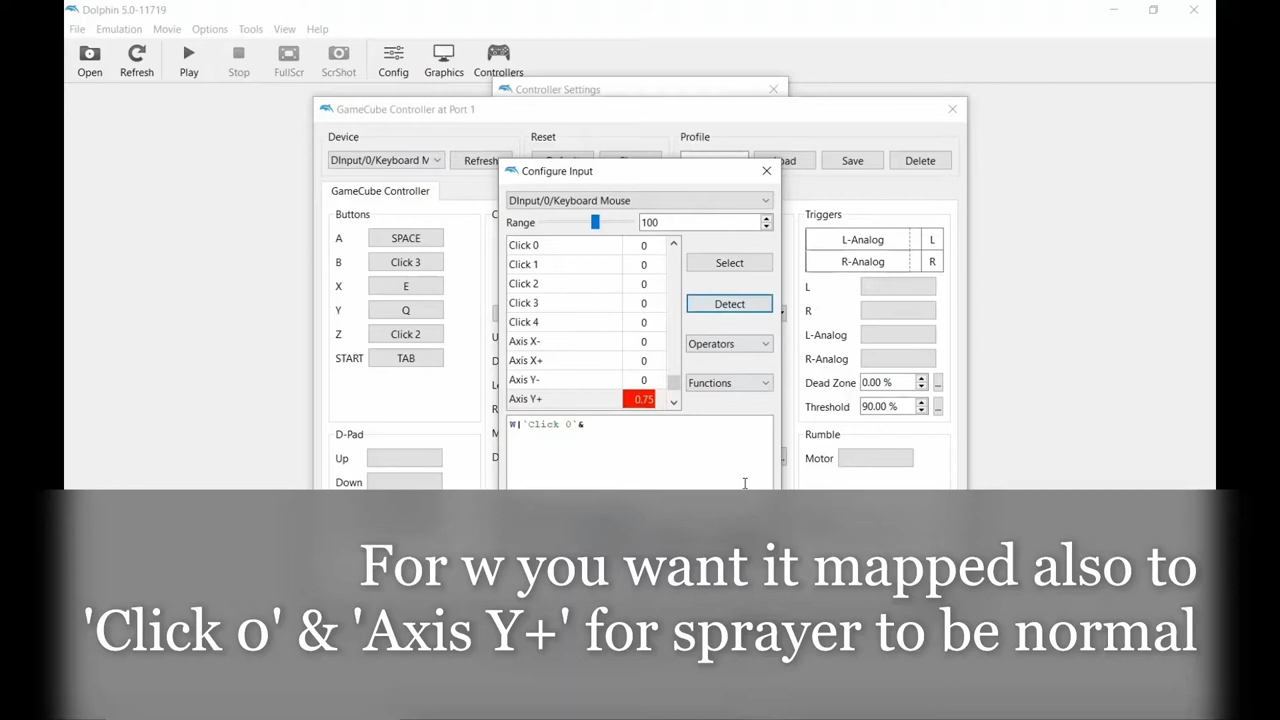 Dolphin 5.0-11719
File Emulation Movie Options Tools View Help
Open Refresh Play Stop FullScr ScrShot Config Graphics Controllers
Controller Settings
GameCube Controller at Port 1
Device Reset Profile
DInput/0/Keyboard M Refresh Save Delete
Configure Input
GameCube Controller
DInput/0/Keyboard Mouse
Range 100
Buttons
A SPACE
B Click 3
X E
Y Q
Z Click 2
START TAB
D-Pad
Up
Down
Click 0 0
Click 1 0
Click 2 0
Click 3 0
Click 4 0
Axis X- 0
Axis X+ 0
Axis Y- 0
Axis Y+ 0.75
Select
Detect
Operators
Functions
W|`Click 0`&
Triggers
L-Analog L
R-Analog R
L
R
L-Analog
R-Analog
Dead Zone 0.00 % ...
Threshold 90.00 % ...
Rumble
Motor
For w you want it mapped also to
'Click 0' & 'Axis Y+' for sprayer to be normal